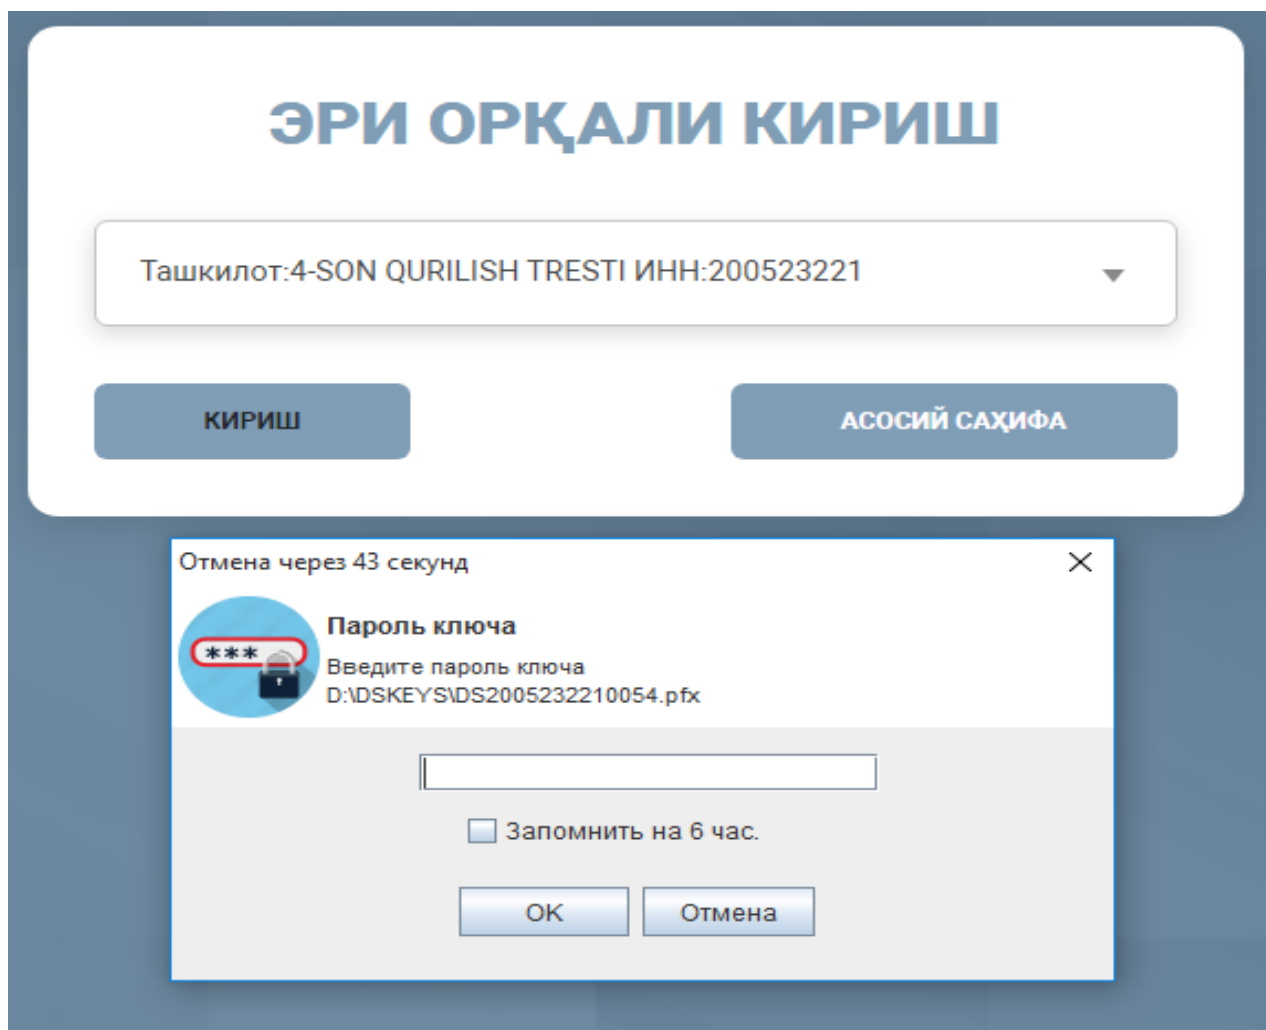 ЭРИ ОРҚАЛИ КИРИШ
Ташкилот:4-SON QURILISH TRESTI ИНН:200523221
КИРИШ
АСОСИЙ САҲИФА
Отмена через 43 секунд
Пароль ключа
***
Введите пароль ключа
D:\DSKEYS\DS2005232210054.pfx
Запомнить на 6 час.
OK
Отмена